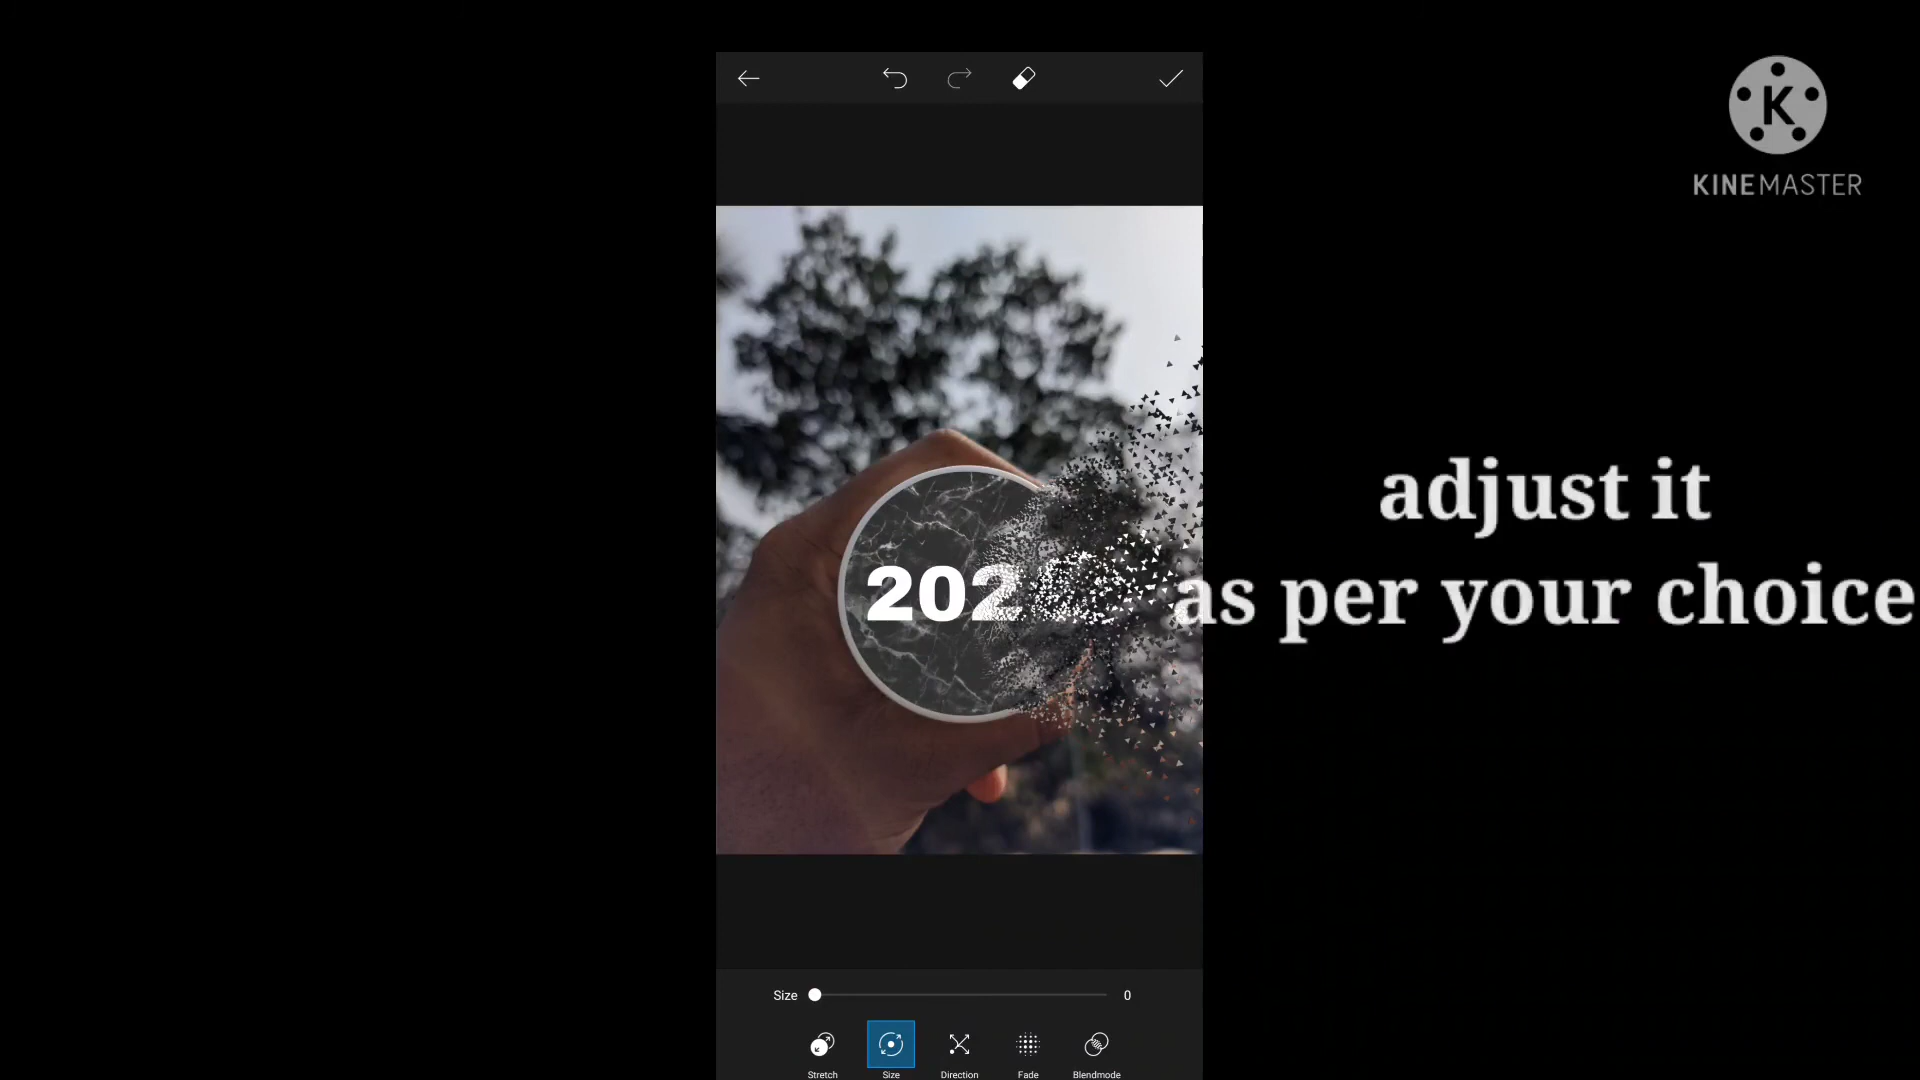 KINEMASTER
adjust it
as per your choice
202
Size 0
Stretch Size Direction Fade Blendmode